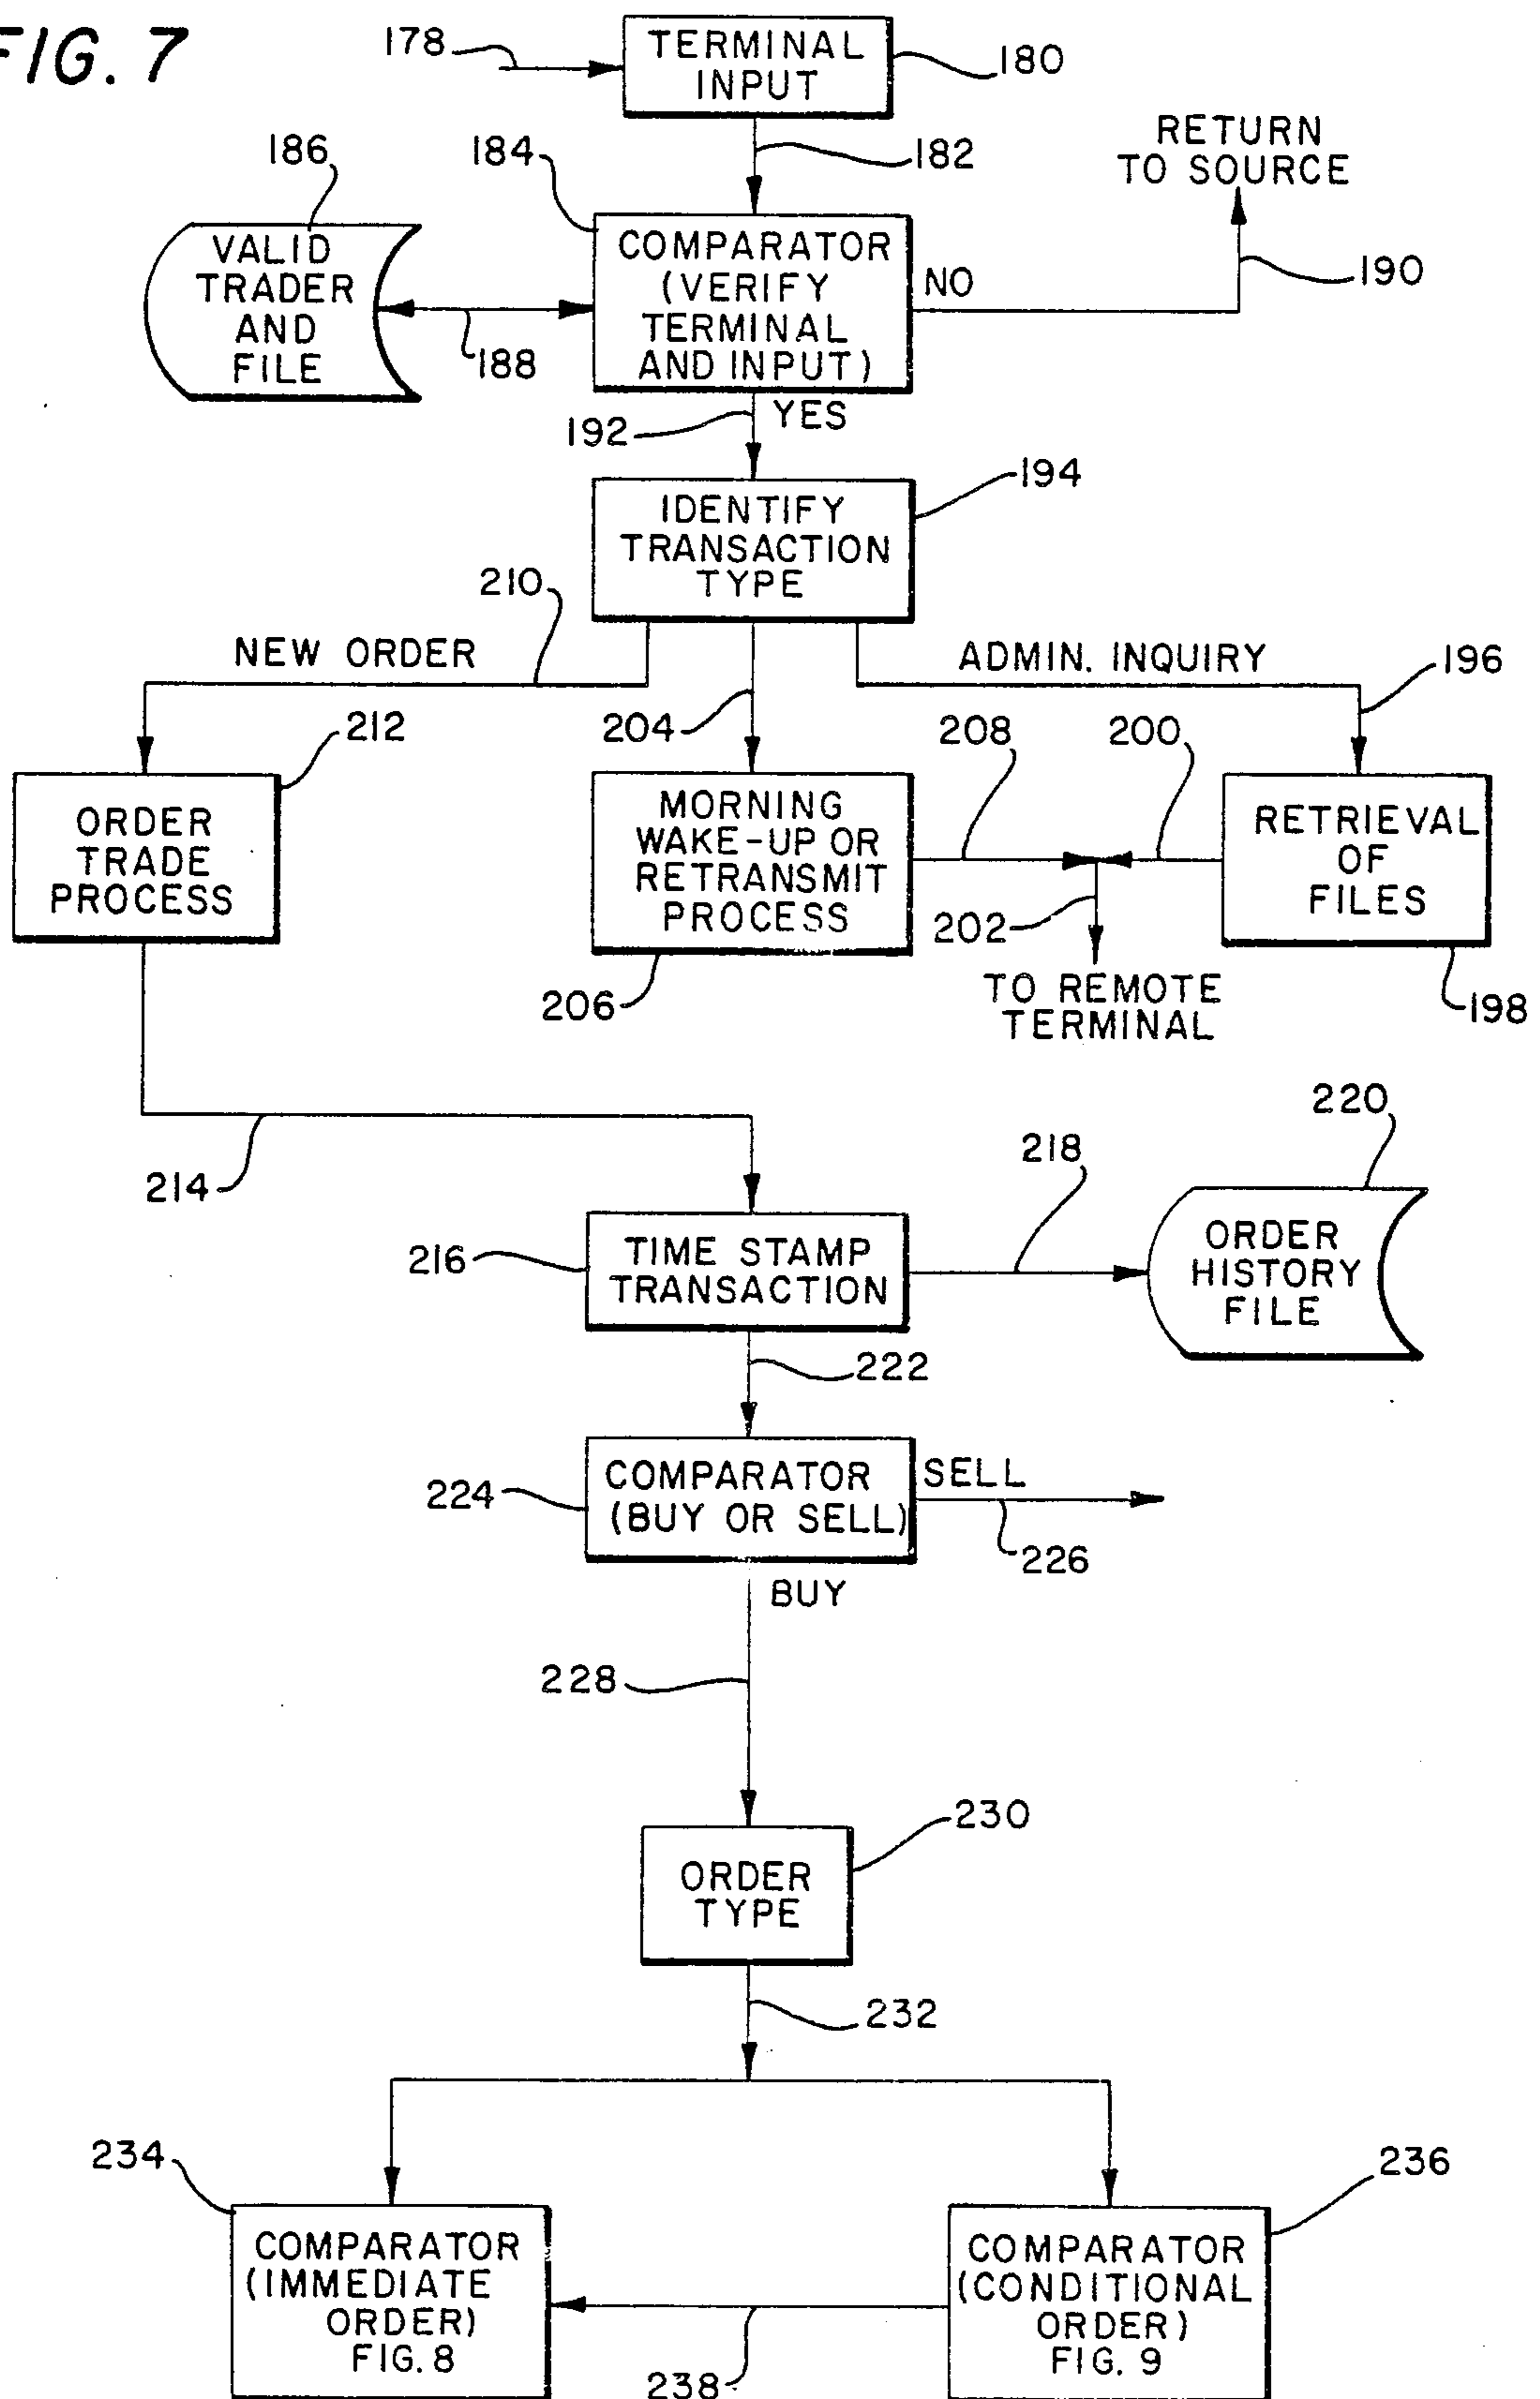 FIG. 7
178
TERMINAL
INPUT
180
182
RETURN
TO SOURCE
186
184
VALID
TRADER
AND
FILE
188
COMPARATOR
(VERIFY
TERMINAL
AND INPUT)
NO
190
192
YES
194
IDENTIFY
TRANSACTION
TYPE
210
NEW ORDER
ADMIN. INQUIRY
196
212
204
208
200
ORDER
TRADE
PROCESS
MORNING
WAKE-UP OR
RETRANSMIT
PROCESS
RETRIEVAL
OF
FILES
202
206
TO REMOTE
TERMINAL
198
214
220
218
216
TIME STAMP
TRANSACTION
ORDER
HISTORY
FILE
222
224
COMPARATOR
(BUY OR SELL)
SELL
226
BUY
228
230
ORDER
TYPE
232
234
236
COMPARATOR
(IMMEDIATE
ORDER)
FIG. 8
COMPARATOR
(CONDITIONAL
ORDER)
FIG. 9
238